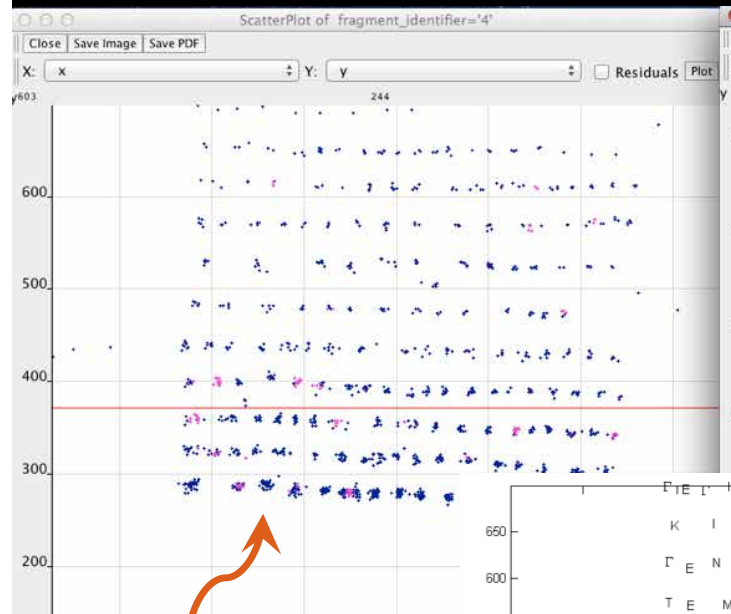 ScatterPlot of fragment_identifier='4'
Close Save Image Save PDF
X: x Y: y Residuals Plot
y603 244 y
600
500
400
300
200
Γ Ι Ε Γ
650 Κ Ι
Γ Ε Ν
600
Τ Ε Μ